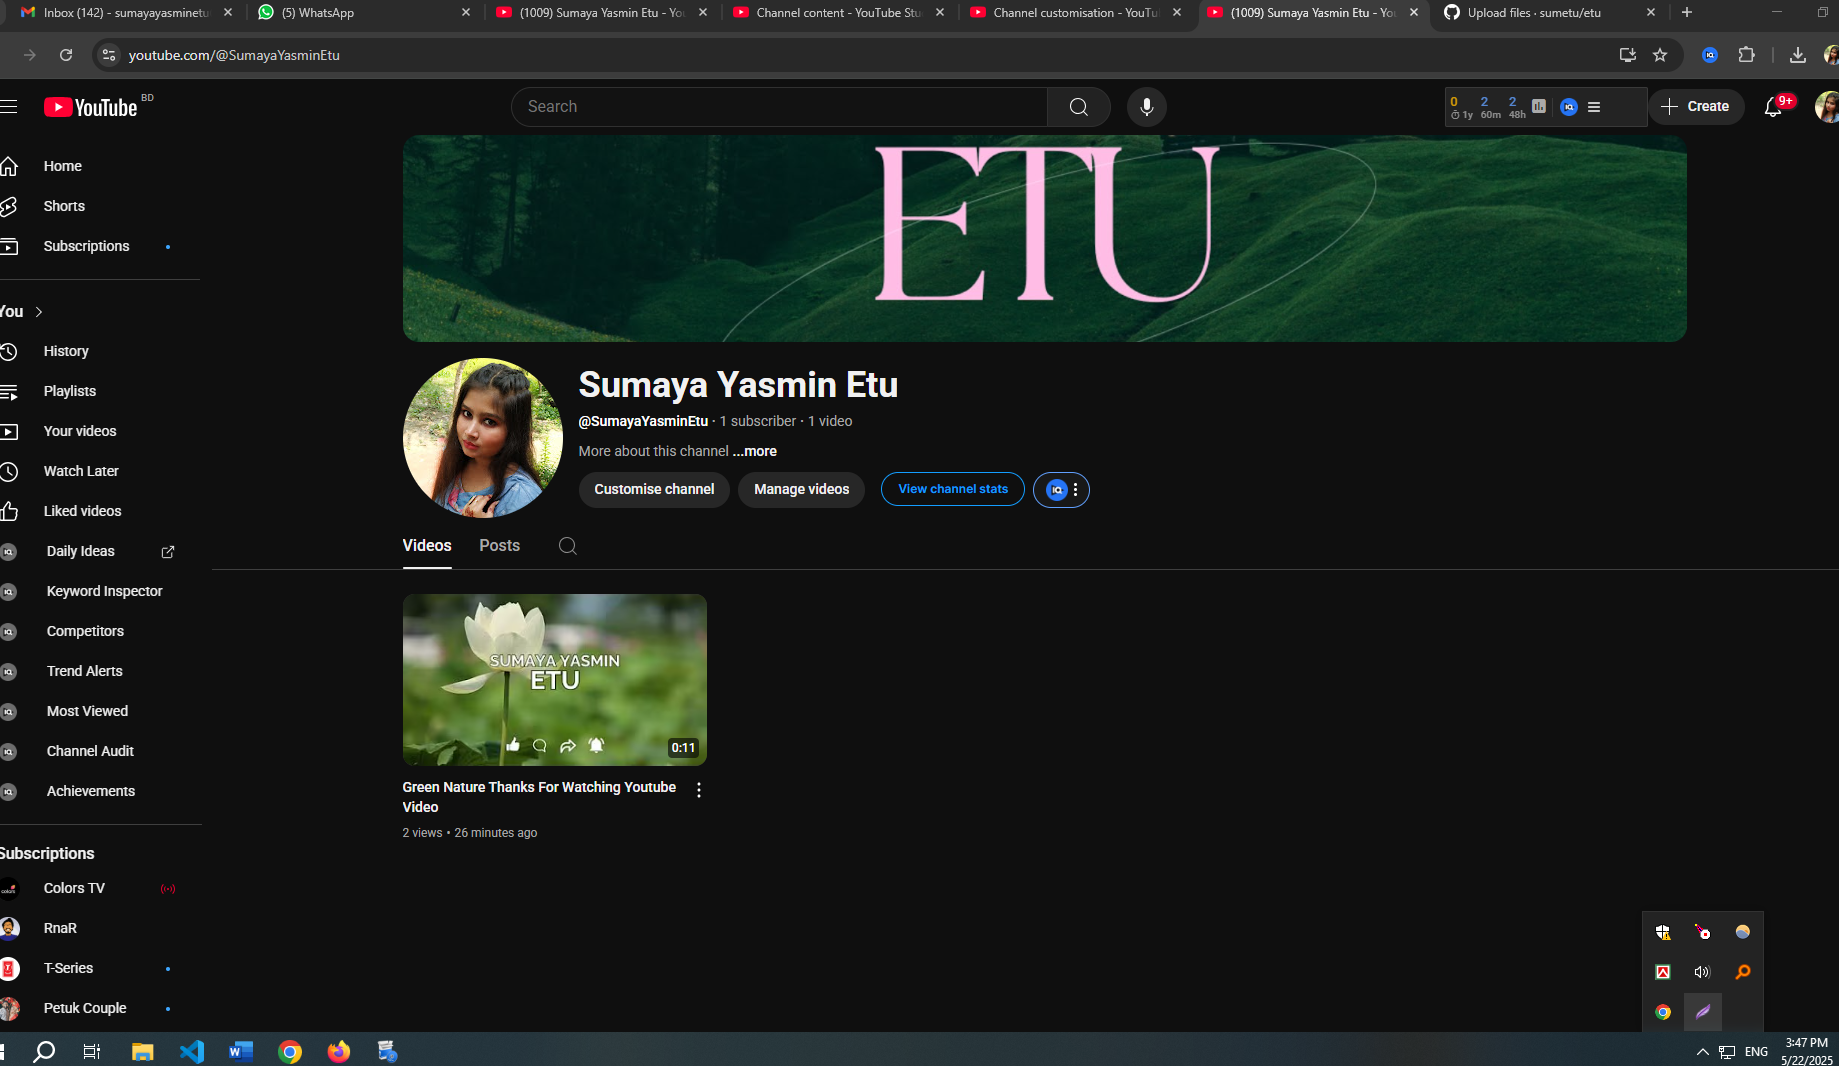 Inbox (142) - sumayayasminetu
(5) WhatsApp
(1009) Sumaya Yasmin Etu - You
Channel content - YouTube Stu
Channel customisation - YouTu
(1009) Sumaya Yasmin Etu - You
Upload files · sumetu/etu
youtube.com/@SumayaYasminEtu
YouTube BD
Search
0 2 2
1y 60m 48h
Create
9+
Home
Shorts
Subscriptions
You
History
Playlists
Your videos
Watch Later
Liked videos
Daily Ideas
Keyword Inspector
Competitors
Trend Alerts
Most Viewed
Channel Audit
Achievements
Subscriptions
Colors TV
RnaR
T-Series
Petuk Couple
ETU
Sumaya Yasmin Etu
@SumayaYasminEtu · 1 subscriber · 1 video
More about this channel ...more
Customise channel
Manage videos
View channel stats
Videos
Posts
SUMAYA YASMIN
ETU
0:11
Green Nature Thanks For Watching Youtube
Video
2 views • 26 minutes ago
ENG
3:47 PM
5/22/2025